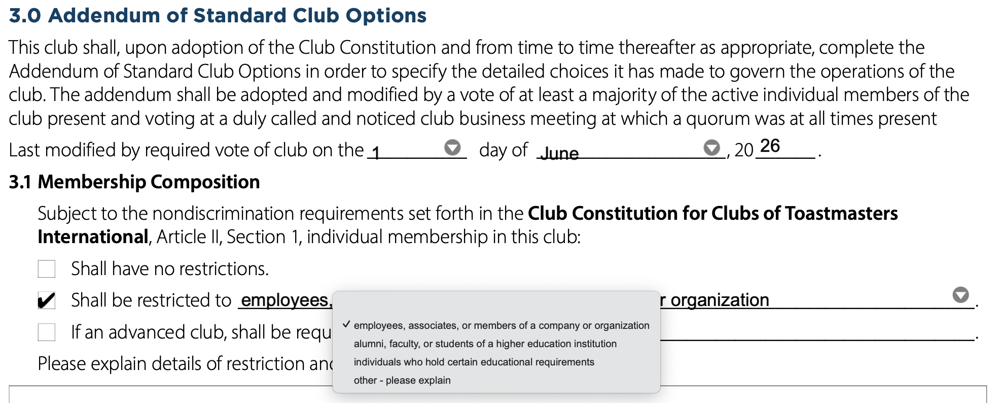 3.0 Addendum of Standard Club Options
This club shall, upon adoption of the Club Constitution and from time to time thereafter as appropriate, complete the
Addendum of Standard Club Options in order to specify the detailed choices it has made to govern the operations of the
club. The addendum shall be adopted and modified by a vote of at least a majority of the active individual members of the
club present and voting at a duly called and noticed club business meeting at which a quorum was at all times present
Last modified by required vote of club on the 1 day of June , 20 26 .
3.1 Membership Composition
Subject to the nondiscrimination requirements set forth in the Club Constitution for Clubs of Toastmasters
International, Article II, Section 1, individual membership in this club:
Shall have no restrictions.
Shall be restricted to employees, r organization .
If an advanced club, shall be requ .
Please explain details of restriction and
employees, associates, or members of a company or organization
alumni, faculty, or students of a higher education institution
individuals who hold certain educational requirements
other - please explain